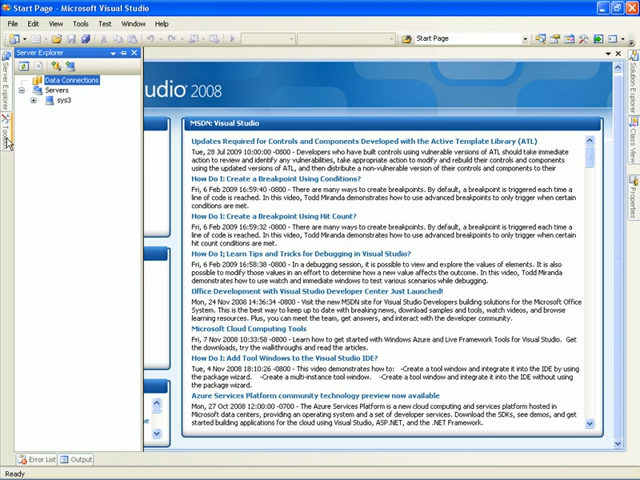 Start Page - Microsoft Visual Studio
File Edit View Tools Test Window Help
Start Page
Server Explorer
Data Connections
Servers
sys3
Server Explorer
Solution Explorer
Class View
Properties
Studio 2008
MSDN: Visual Studio
Updates Required for Controls and Components Developed with the Active Template Library (ATL)
Tue, 28 Jul 2009 10:00:00 -0800 - Developers who have built controls using vulnerable versions of ATL should take immediate
action to review and identify any vulnerabilities, take appropriate action to modify and rebuild their controls and components
using the updated versions of ATL, and then distribute a non-vulnerable version of their controls and components to their
How Do I: Create a Breakpoint Using Conditions?
Fri, 6 Feb 2009 16:59:40 -0800 - There are many ways to create breakpoints. By default, a breakpoint is triggered each time a
line of code is reached. In this video, Todd Miranda demonstrates how to use advanced breakpoints to only trigger when certain
conditions are met.
How Do I: Create a Breakpoint Using Hit Count?
Fri, 6 Feb 2009 16:59:32 -0800 - There are many ways to create breakpoints. By default, a breakpoint is triggered each time a
line of code is reached. In this video, Todd Miranda demonstrates how to use advanced breakpoints to only trigger when certain
hit count conditions are met.
How Do I; Learn Tips and Tricks for Debugging in Visual Studio?
Fri, 6 Feb 2009 16:58:38 -0800 - In a debugging session, it is possible to view and explore the values of elements. It is also
possible to modify those values in an effort to determine how a new value affects the outcome. In this video, Todd Miranda
demonstrates how to use watch and immediate windows to test various scenarios while debugging.
Office Development with Visual Studio Developer Center Just Launched!
Mon, 24 Nov 2008 14:36:34 -0800 - Visit the new MSDN site for Visual Studio Developers building solutions for the Microsoft Office
System. This is the best way to keep up to date with breaking news, download samples and tools, watch videos, and browse
learning resources. Plus, you can meet the team, get answers, and interact with the developer community.
Microsoft Cloud Computing Tools
Fri, 7 Nov 2008 10:33:58 -0800 - Learn how to get started with Windows Azure and Live Framework Tools for Visual Studio. Get
the downloads, try the walkthroughs and read the articles.
How Do I: Add Tool Windows to the Visual Studio IDE?
Tue, 4 Nov 2008 18:10:26 -0800 - This video demonstrates how to: -Create a tool window and integrate it into the IDE by using
the package wizard. -Create a multi-instance tool window. -Create a tool window and integrate it into the IDE without using
the package wizard.
Azure Services Platform community technology preview now available
Mon, 27 Oct 2008 12:00:00 -0700 - The Azure Services Platform is a new cloud computing and services platform hosted in
Microsoft data centers, providing an operating system and a set of developer services. Download the SDKs, see demos, and get
started building applications for the cloud using Visual Studio, ASP.NET, and the .NET Framework.
Error List Output
Ready